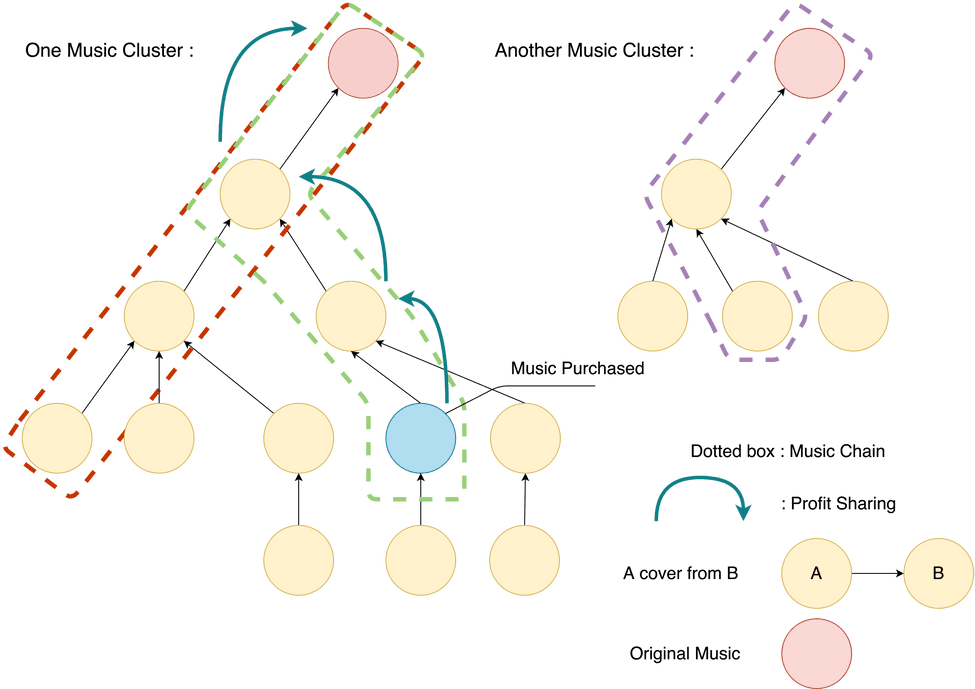 One Music Cluster :
Another Music Cluster :
Music Purchased
Dotted box : Music Chain
: Profit Sharing
A cover from B
A
B
Original Music